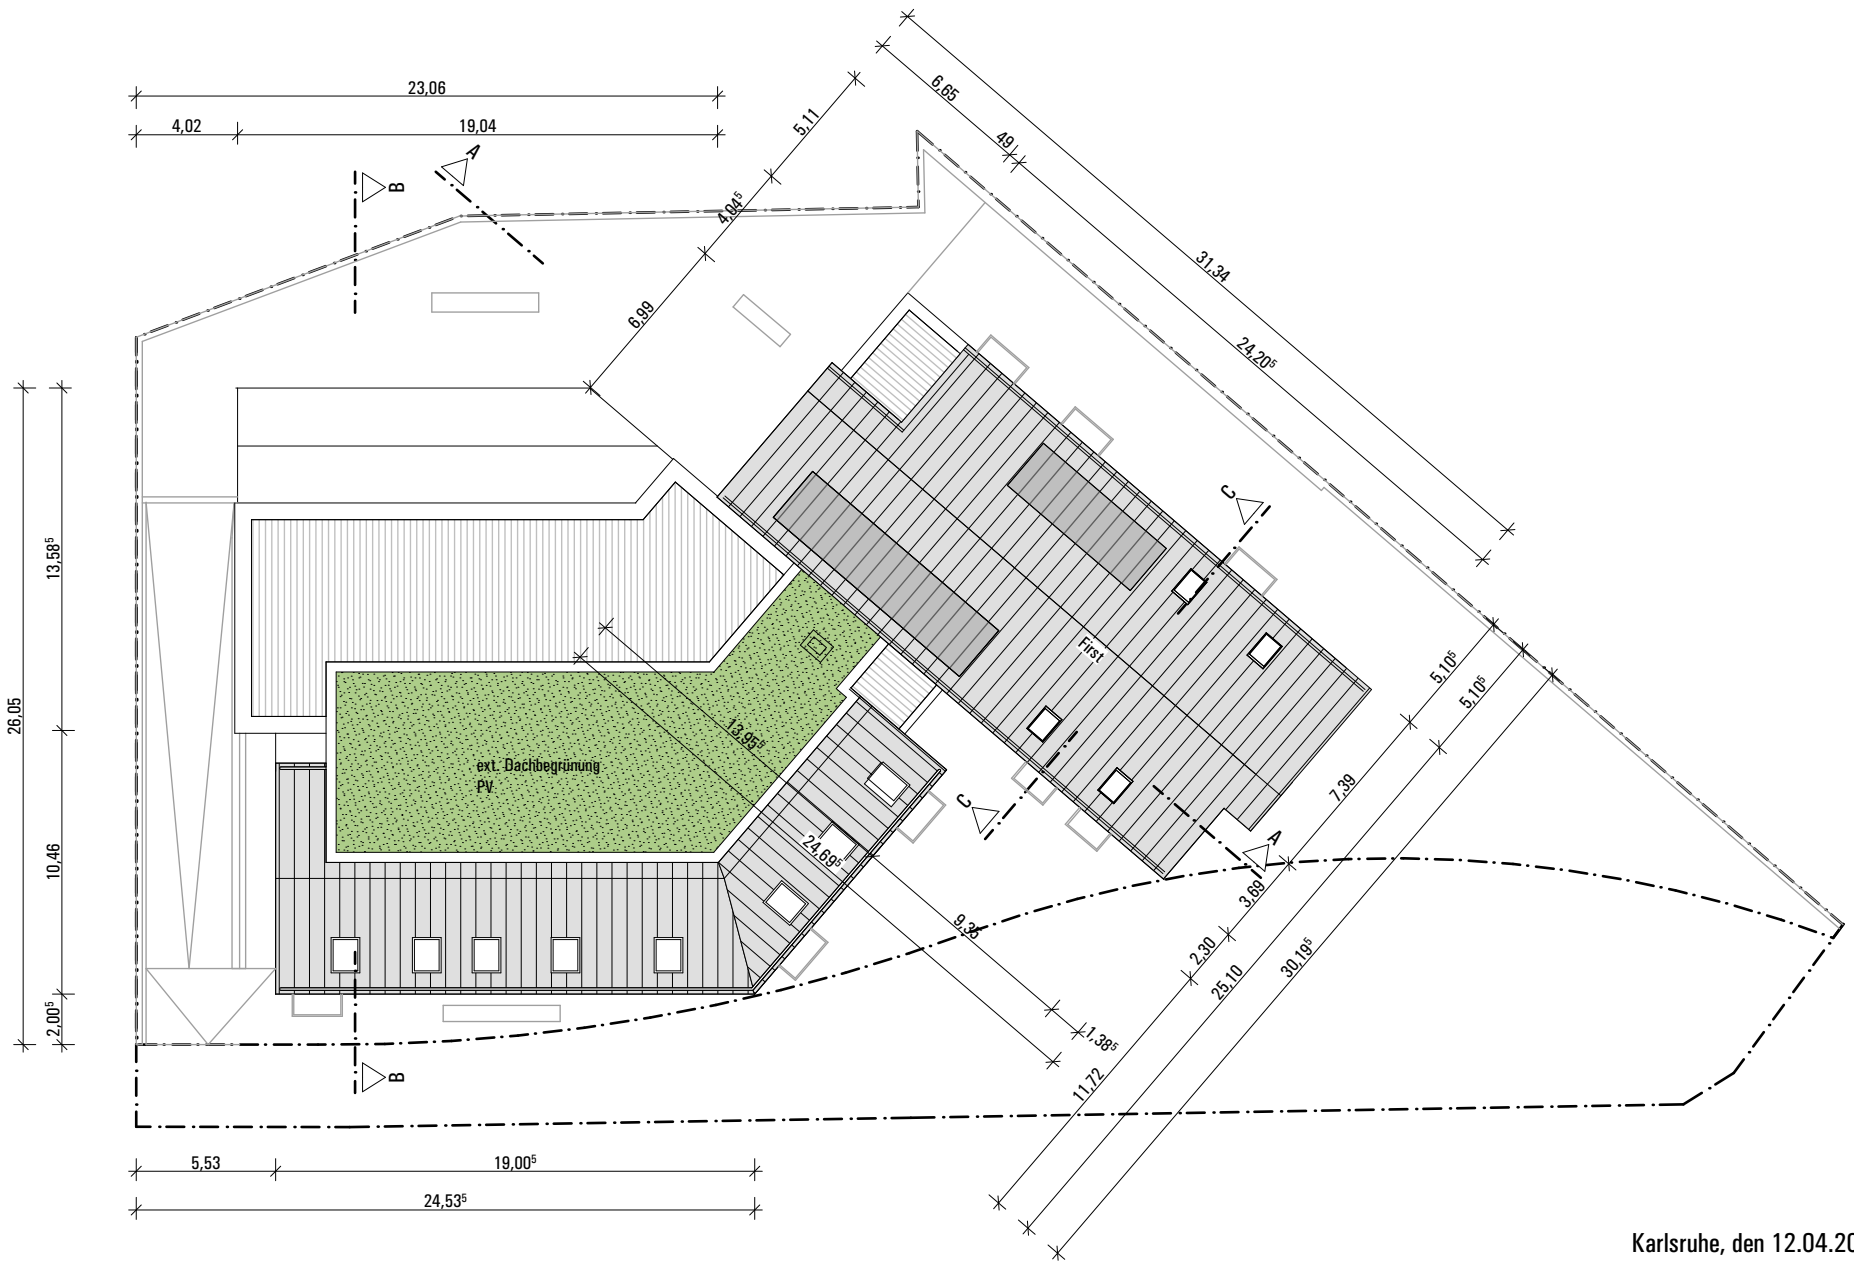 23,06
4,02
19,04
B
A
5,11
4,04⁵
6,99
6,65
49
31,34
24,20⁵
26,05
13,58⁵
10,46
2,00⁵
C
First
5,10⁵
5,10⁵
13,95⁵
ext. Dachbegrünung
PV
24,69⁵
C
7,39
A
3,69
9,35
2,30
25,10
30,19⁵
1,38⁵
11,72
B
5,53
19,00⁵
24,53⁵
Karlsruhe, den 12.04.20